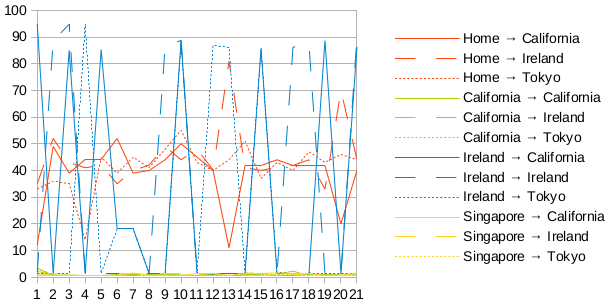 100
90
80
70
60
50
40
30
20
10
0
1 2 3 4 5 6 7 8 9 10 11 12 13 14 15 16 17 18 19 20 21
Home → California
Home → Ireland
Home → Tokyo
California → California
California → Ireland
California → Tokyo
Ireland → California
Ireland → Ireland
Ireland → Tokyo
Singapore → California
Singapore → Ireland
Singapore → Tokyo